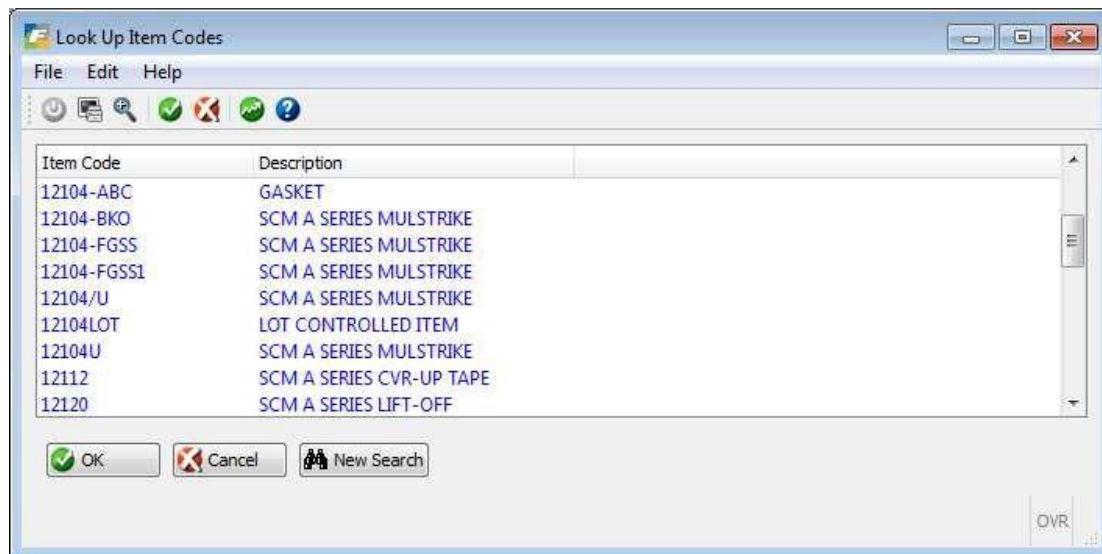 Look Up Item Codes
File Edit Help
Item Code Description
12104-ABC GASKET
12104-BKO SCM A SERIES MULSTRIKE
12104-FGSS SCM A SERIES MULSTRIKE
12104-FGSS1 SCM A SERIES MULSTRIKE
12104/U SCM A SERIES MULSTRIKE
12104LOT LOT CONTROLLED ITEM
12104U SCM A SERIES MULSTRIKE
12112 SCM A SERIES CVR-UP TAPE
12120 SCM A SERIES LIFT-OFF
OK Cancel New Search
OVR